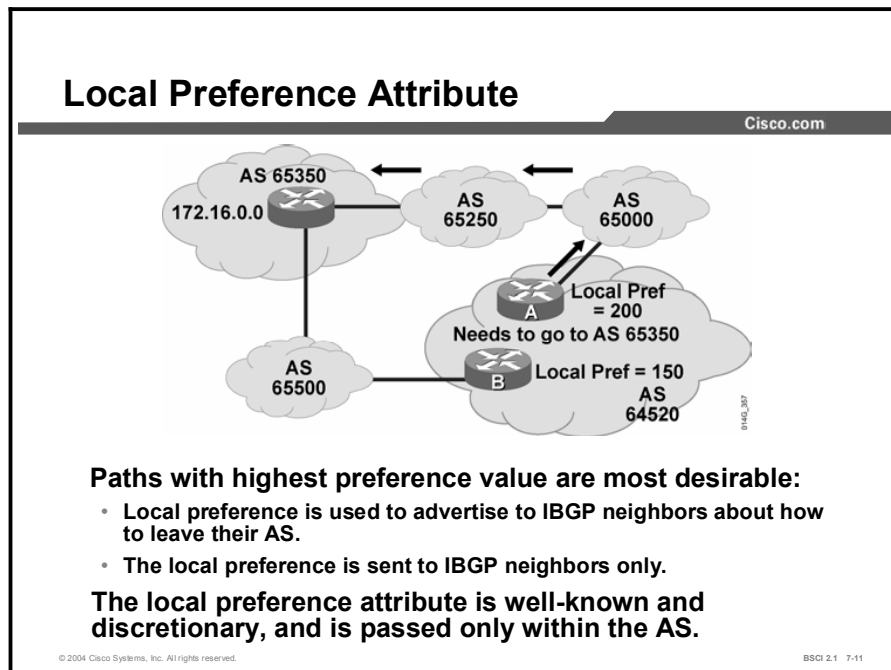 Local Preference Attribute
Cisco.com
AS 65350
172.16.0.0
AS
65250
AS
65000
A
Local Pref
= 200
Needs to go to AS 65350
B
Local Pref = 150
AS
64520
AS
65500
014G_357
Paths with highest preference value are most desirable:
• Local preference is used to advertise to IBGP neighbors about how
to leave their AS.
• The local preference is sent to IBGP neighbors only.
The local preference attribute is well-known and
discretionary, and is passed only within the AS.
© 2004 Cisco Systems, Inc. All rights reserved.
BSCI 2.1 7-11